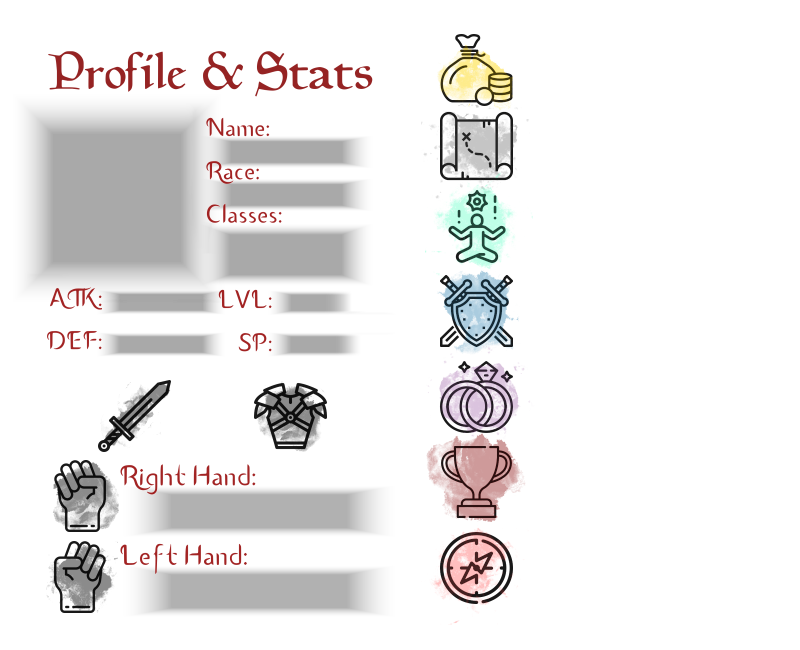 Profile & Stats
Name:
Race:
Classes:
ATK: LVL:
DEF: SP:
Right Hand:
Left Hand: